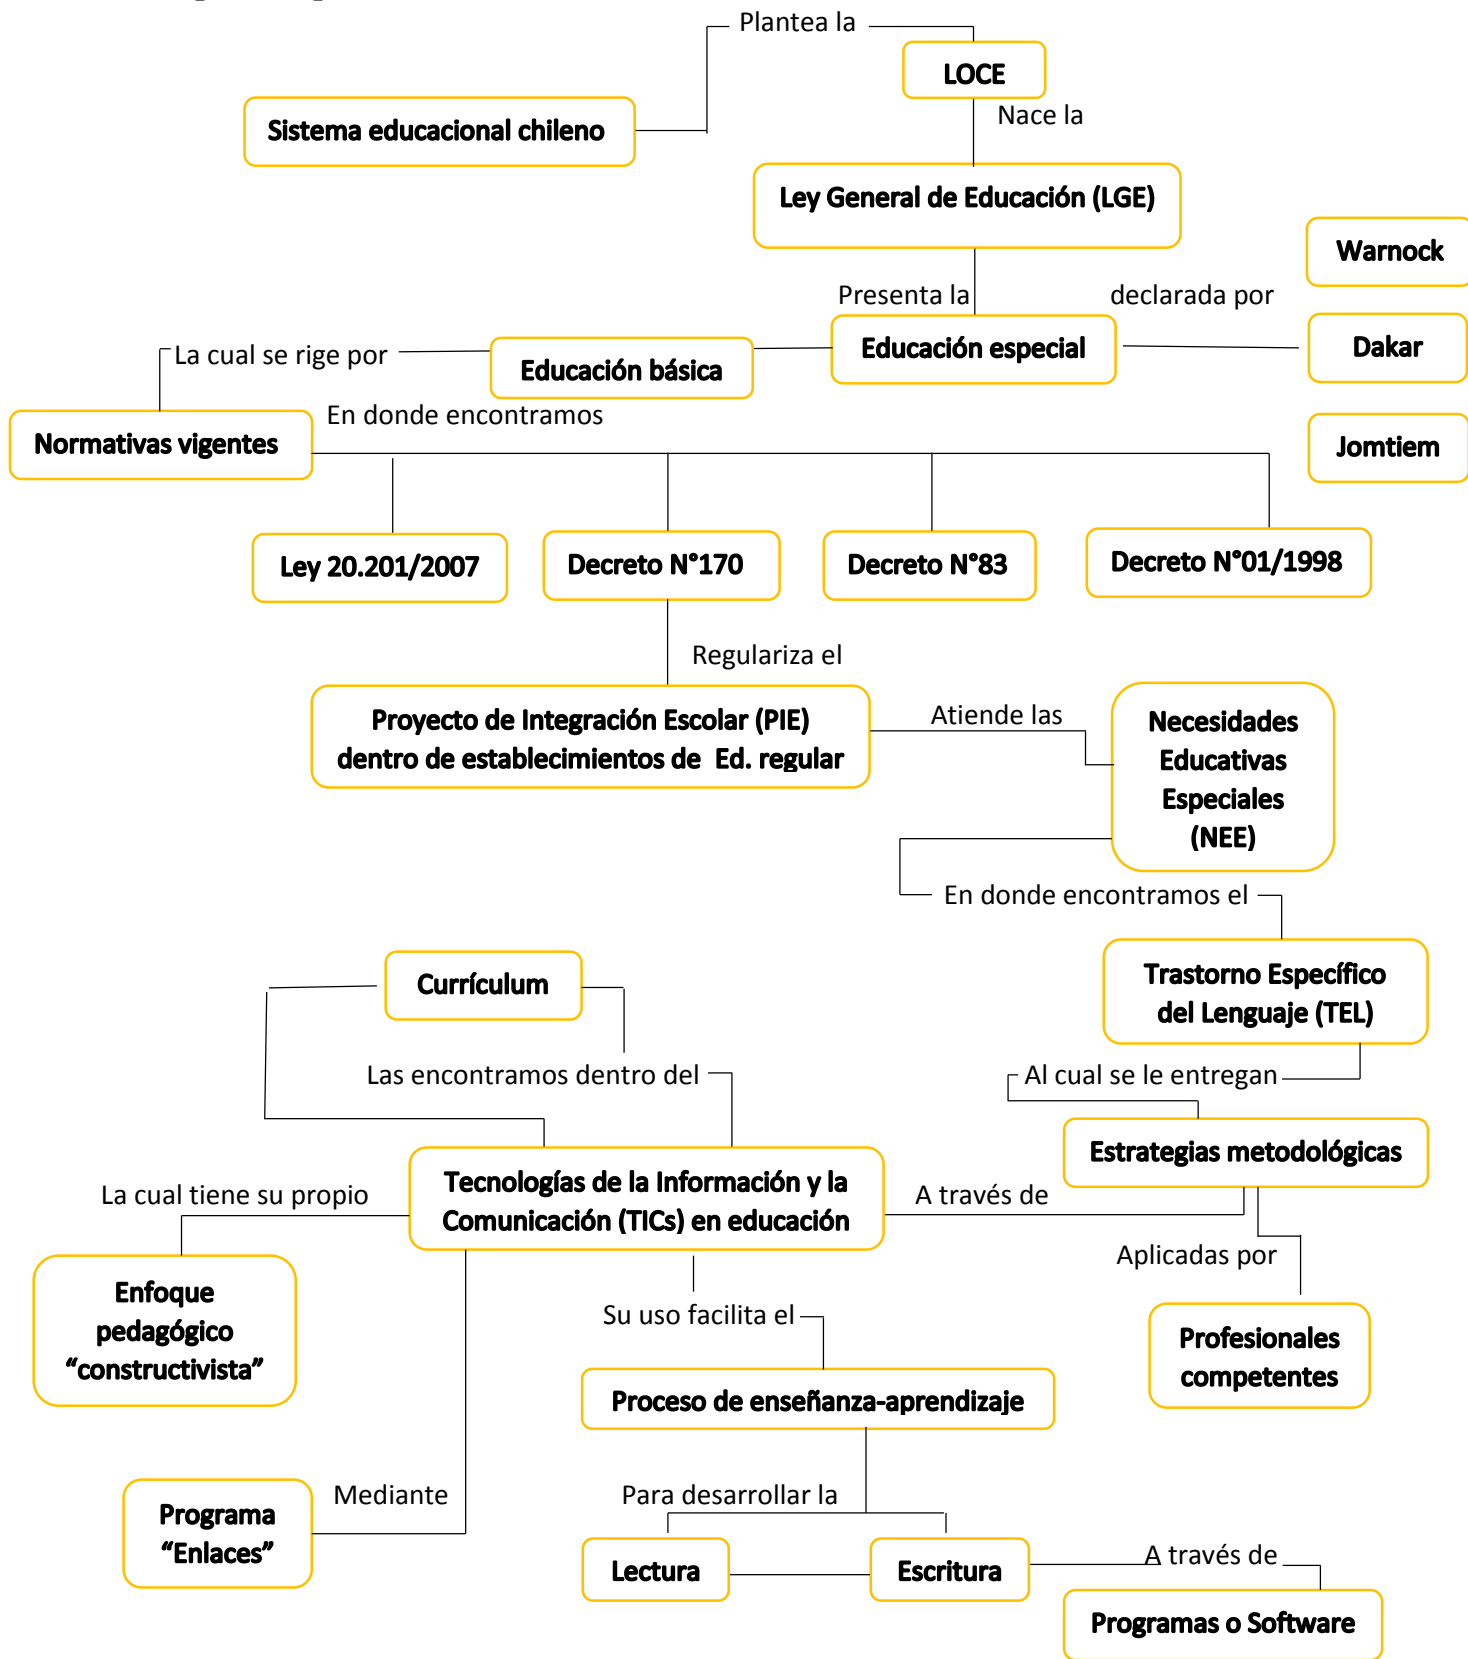 Plantea la
LOCE
Sistema educacional chileno
Nace la
Ley General de Educación (LGE)
Warnock
Presenta la
declarada por
La cual se rige por
Educación básica
Educación especial
Dakar
En donde encontramos
Normativas vigentes
Jomtiem
Ley 20.201/2007
Decreto N°170
Decreto N°83
Decreto N°01/1998
Regulariza el
Proyecto de Integración Escolar (PIE)
dentro de establecimientos de Ed. regular
Atiende las
Necesidades
Educativas
Especiales
(NEE)
En donde encontramos el
Currículum
Trastorno Específico
del Lenguaje (TEL)
Las encontramos dentro del
Al cual se le entregan
Estrategias metodológicas
La cual tiene su propio
Tecnologías de la Información y la
Comunicación (TICs) en educación
A través de
Aplicadas por
Enfoque
pedagógico
“constructivista”
Su uso facilita el
Profesionales
competentes
Proceso de enseñanza-aprendizaje
Mediante
Para desarrollar la
Programa
“Enlaces”
Lectura
Escritura
A través de
Programas o Software